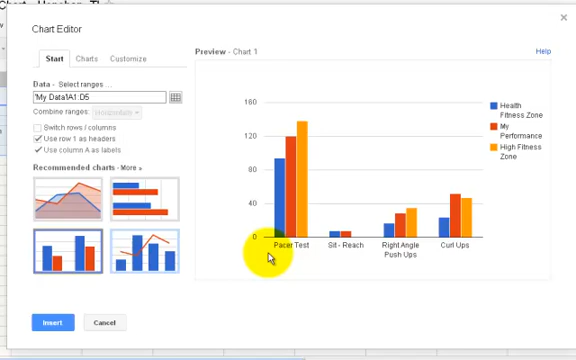 Chart Editor
Help
Start
Charts
Customize
Data - Select ranges ...
'My Data'!A1:D5
Combine ranges:
Horizontally
Switch rows / columns
Use row 1 as headers
Use column A as labels
Recommended charts - More »
Insert
Cancel
Preview - Chart 1
160
120
80
40
0
Pacer Test
Sit - Reach
Right Angle
Push Ups
Curl Ups
Health
Fitness Zone
My
Performance
High Fitness
Zone